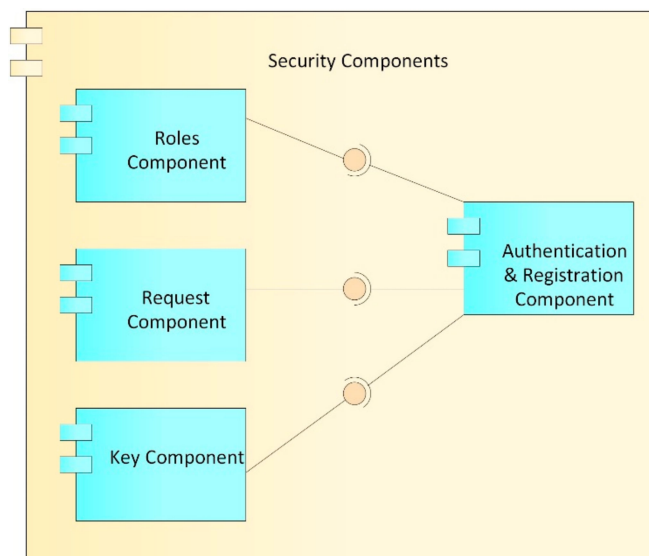 Security Components
Roles
Component
Authentication
& Registration
Component
Request
Component
Key Component